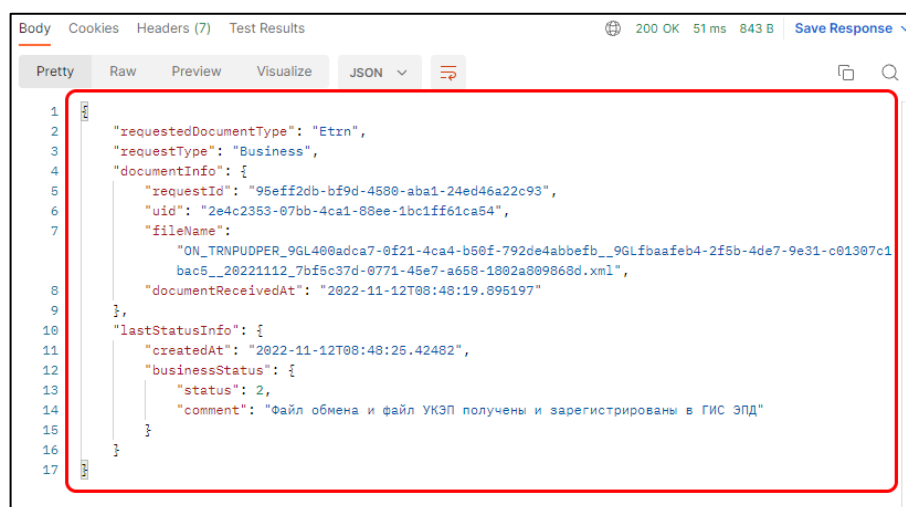 Body Cookies Headers (7) Test Results 200 OK 51 ms 843 B Save Response
Pretty Raw Preview Visualize JSON
1 {
2 "requestedDocumentType": "Etrn",
3 "requestType": "Business",
4 "documentInfo": {
5 "requestId": "95eff2db-bf9d-4580-aba1-24ed46a22c93",
6 "uid": "2e4c2353-07bb-4ca1-88ee-1bc1ff61ca54",
7 "fileName":
"ON_TRNPUDPER_9GL400adca7-0f21-4ca4-b50f-792de4abbefb__9GLfbaafeb4-2f5b-4de7-9e31-c01307c1
bac5__20221112_7bf5c37d-0771-45e7-a658-1802a809868d.xml",
8 "documentReceivedAt": "2022-11-12T08:48:19.895197"
9 },
10 "lastStatusInfo": {
11 "createdAt": "2022-11-12T08:48:25.42482",
12 "businessStatus": {
13 "status": 2,
14 "comment": "Файл обмена и файл УКЭП получены и зарегистрированы в ГИС ЭПД"
15 }
16 }
17 }